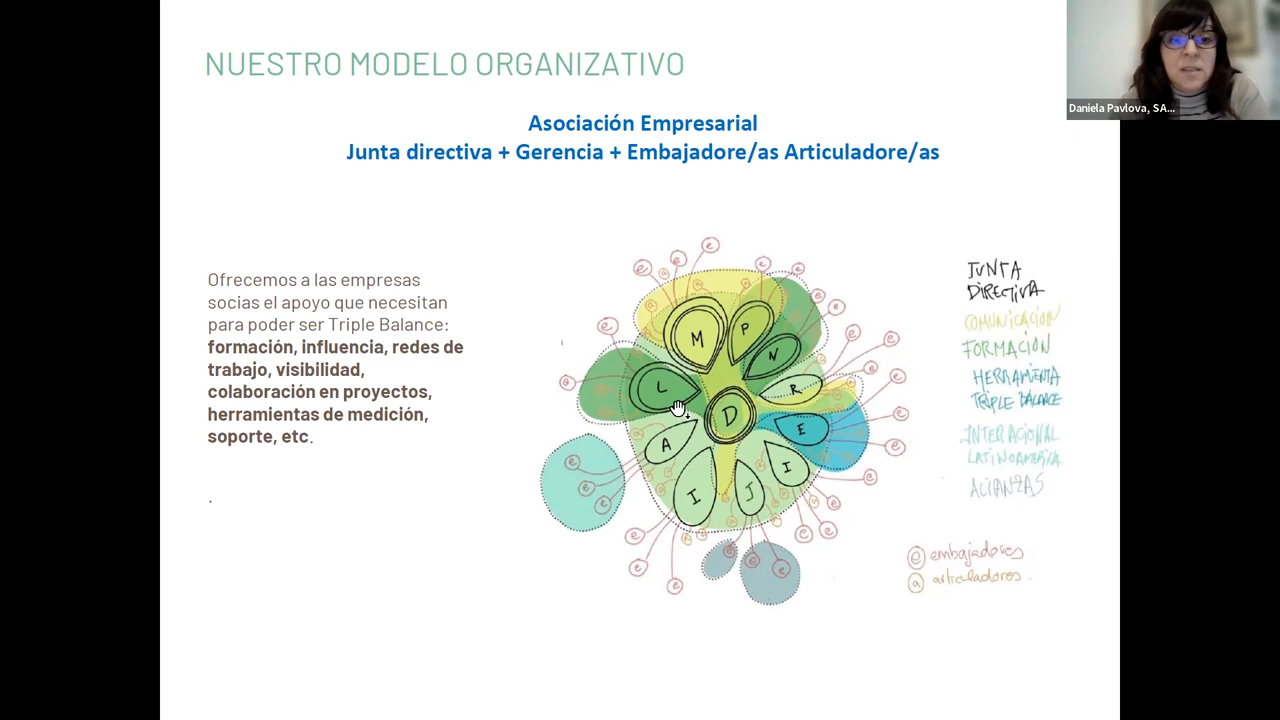 NUESTRO MODELO ORGANIZATIVO
Daniela Pavlova, SA...
Asociación Empresarial
Junta directiva + Gerencia + Embajadore/as Articuladore/as
Ofrecemos a las empresas
socias el apoyo que necesitan
para poder ser Triple Balance:
formación, influencia, redes de
trabajo, visibilidad,
colaboración en proyectos,
herramientas de medición,
soporte, etc.
.
M
P
N
L
R
D
E
A
I
J
I
JUNTA
DIRECTIVA
COMUNICACIÓN
FORMACIÓN
HERRAMIENTA
TRIPLE BALANCE
INTERACIONAL
LATINOAMERICA
ALIANZAS
e embajadores
a articuladores.